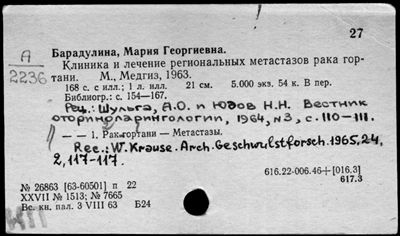 27
А
2236
Барадулина, Мария Георгиевна.
Клиника и лечение региональных метастазов рака гор-
тани. М., Медгиз, 1963.
168 с. с илл.; 1 л. илл. 21 см. 5.000 экз. 54 к. В пер.
Библиогр.: с. 154—167.
Рец.: Шульга, А.О. и Юдов Н.Н. Вестник
оториноларингологии, 1964, №3, с. 110-111.
— — 1. Рак гортани — Метастазы.
Rec.: W. Krause. Arch. Geschwulstforsch. 1965, 24,
2, 117-117.
616.22-006.46+[016.3]
617.3
№ 26863 [63-60501] п 22
XXVII № 1513; № 7665
Вс. кн. пал. 3 VIII 63 Б24